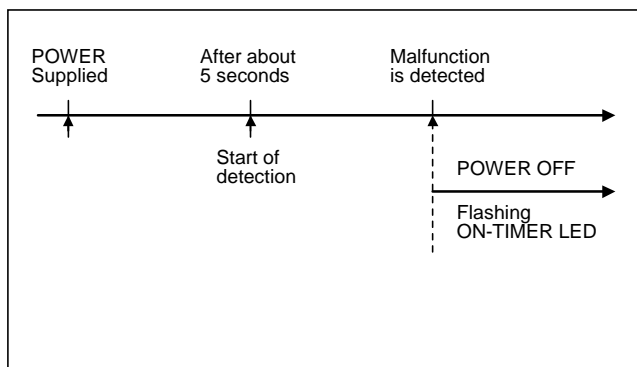 POWER
Supplied
After about
5 seconds
Malfunction
is detected
Start of
detection
POWER OFF
Flashing
ON-TIMER LED